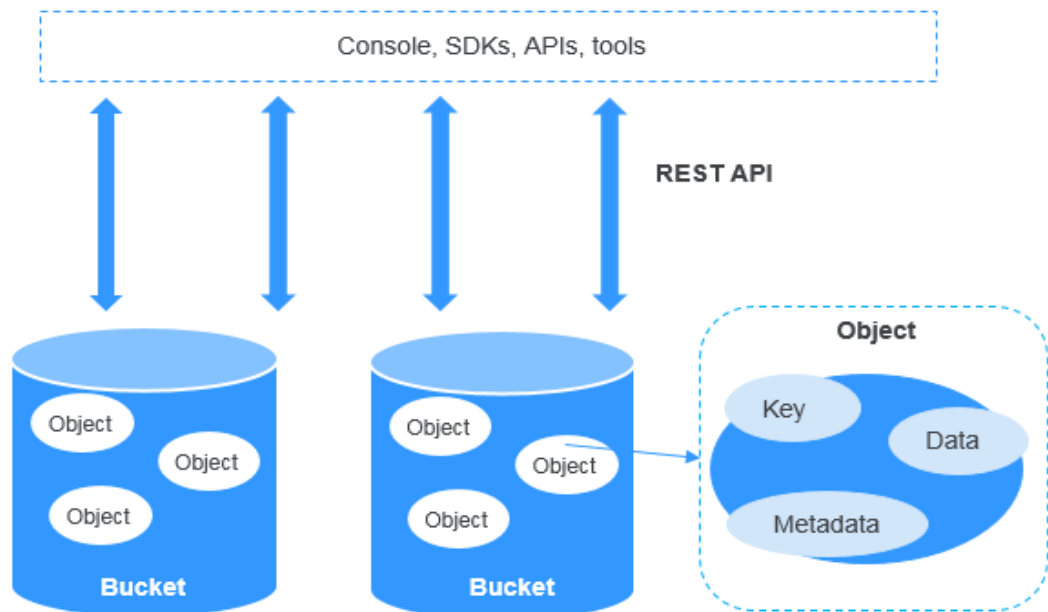 Console, SDKs, APIs, tools
REST API
Object
Object
Object
Bucket
Object
Object
Object
Bucket
Object
Key
Data
Metadata